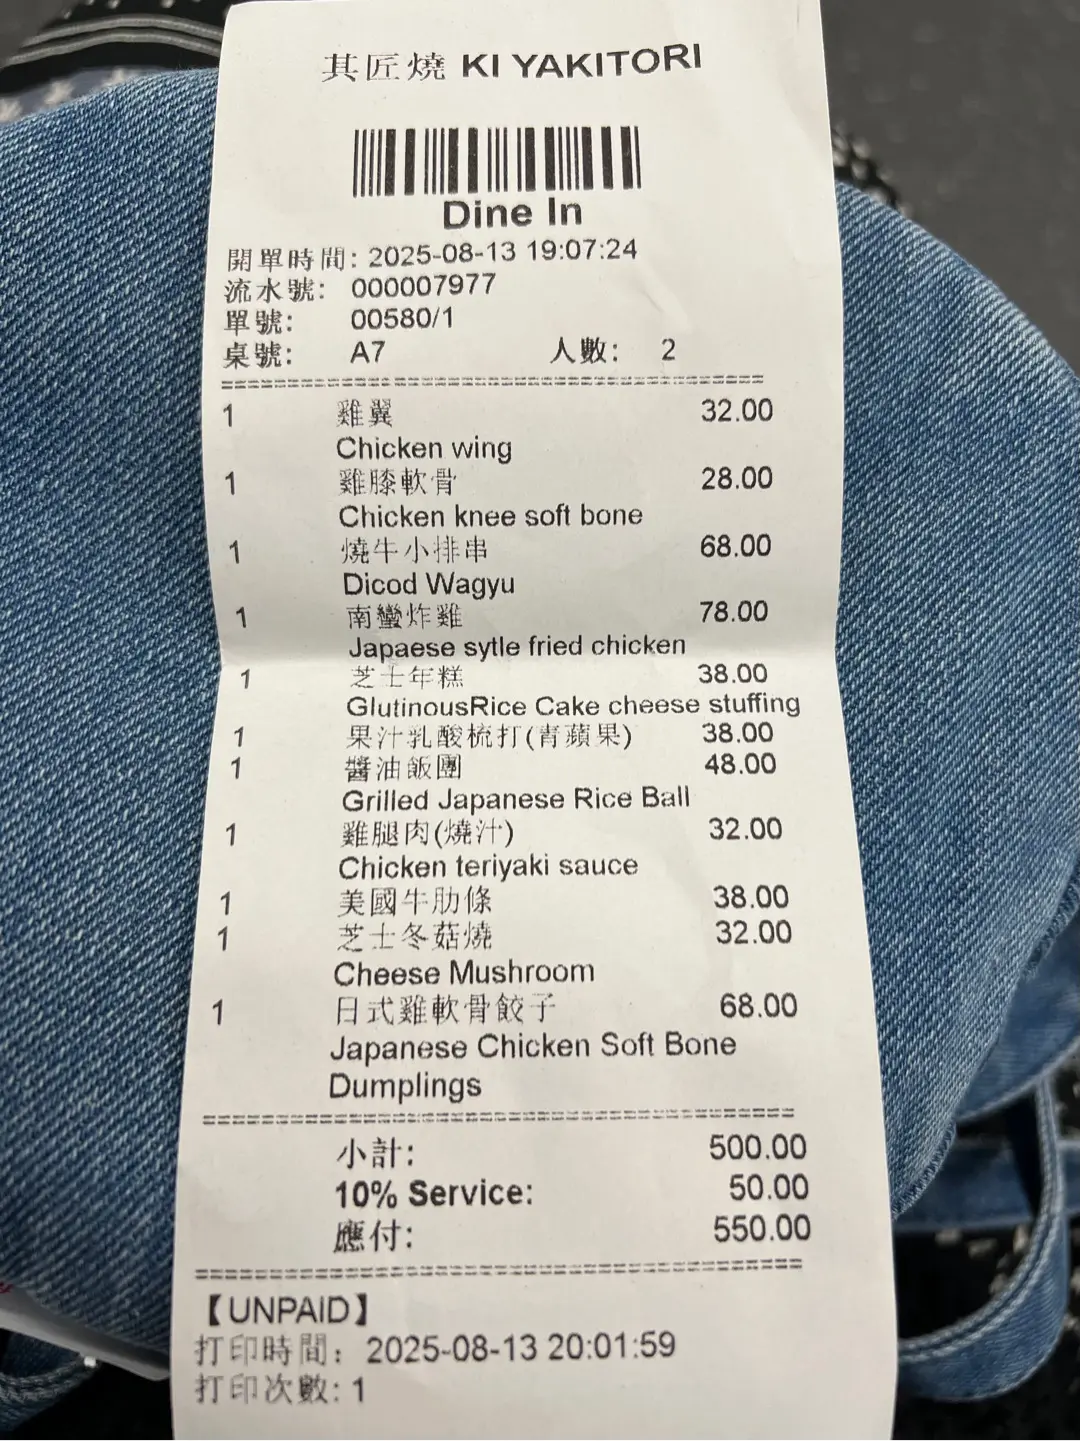 其匠燒 KI YAKITORI
Dine In
開單時間: 2025-08-13 19:07:24
流水號: 000007977
單號: 00580/1
桌號: A7 人數: 2
1 雞翼 32.00
Chicken wing
1 雞膝軟骨 28.00
Chicken knee soft bone
1 燒牛小排串 68.00
Dicod Wagyu
1 南蠻炸雞 78.00
Japaese sytle fried chicken
1 芝士年糕 38.00
GlutinousRice Cake cheese stuffing
1 果汁乳酸梳打(青蘋果) 38.00
1 醬油飯團 48.00
Grilled Japanese Rice Ball
1 雞腿肉(燒汁) 32.00
Chicken teriyaki sauce
1 美國牛肋條 38.00
1 芝士冬菇燒 32.00
Cheese Mushroom
1 日式雞軟骨餃子 68.00
Japanese Chicken Soft Bone
Dumplings
小計: 500.00
10% Service: 50.00
應付: 550.00
【UNPAID】
打印時間: 2025-08-13 20:01:59
打印次數: 1